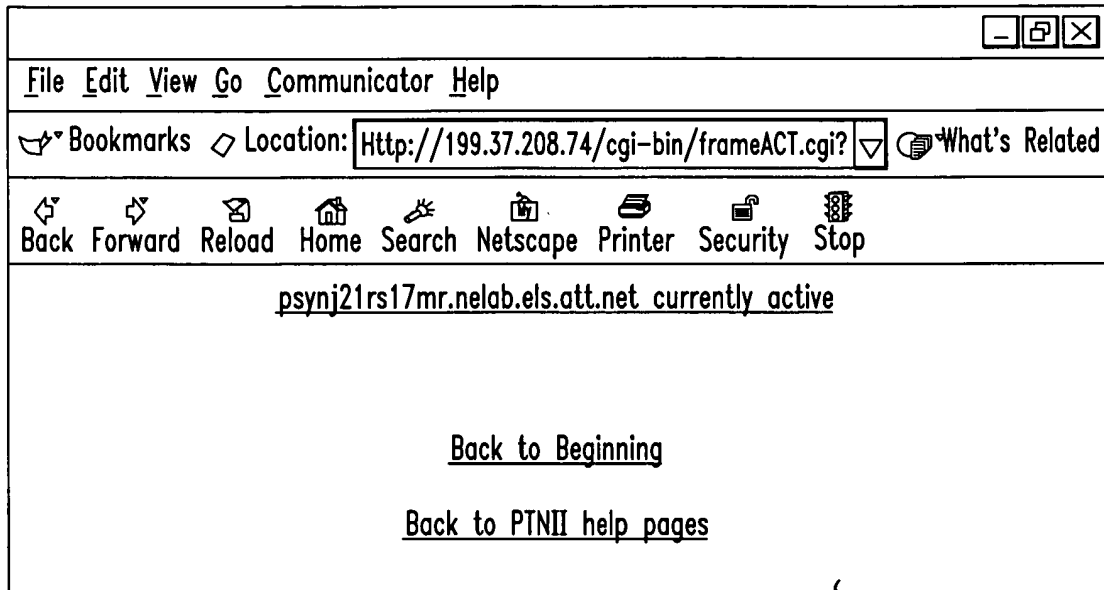 File Edit View Go Communicator Help
Bookmarks Location: Http://199.37.208.74/cgi-bin/frameACT.cgi? What's Related
Back Forward Reload Home Search Netscape Printer Security Stop
psynj21rs17mr.nelab.els.att.net currently active
Back to Beginning
Back to PTNII help pages